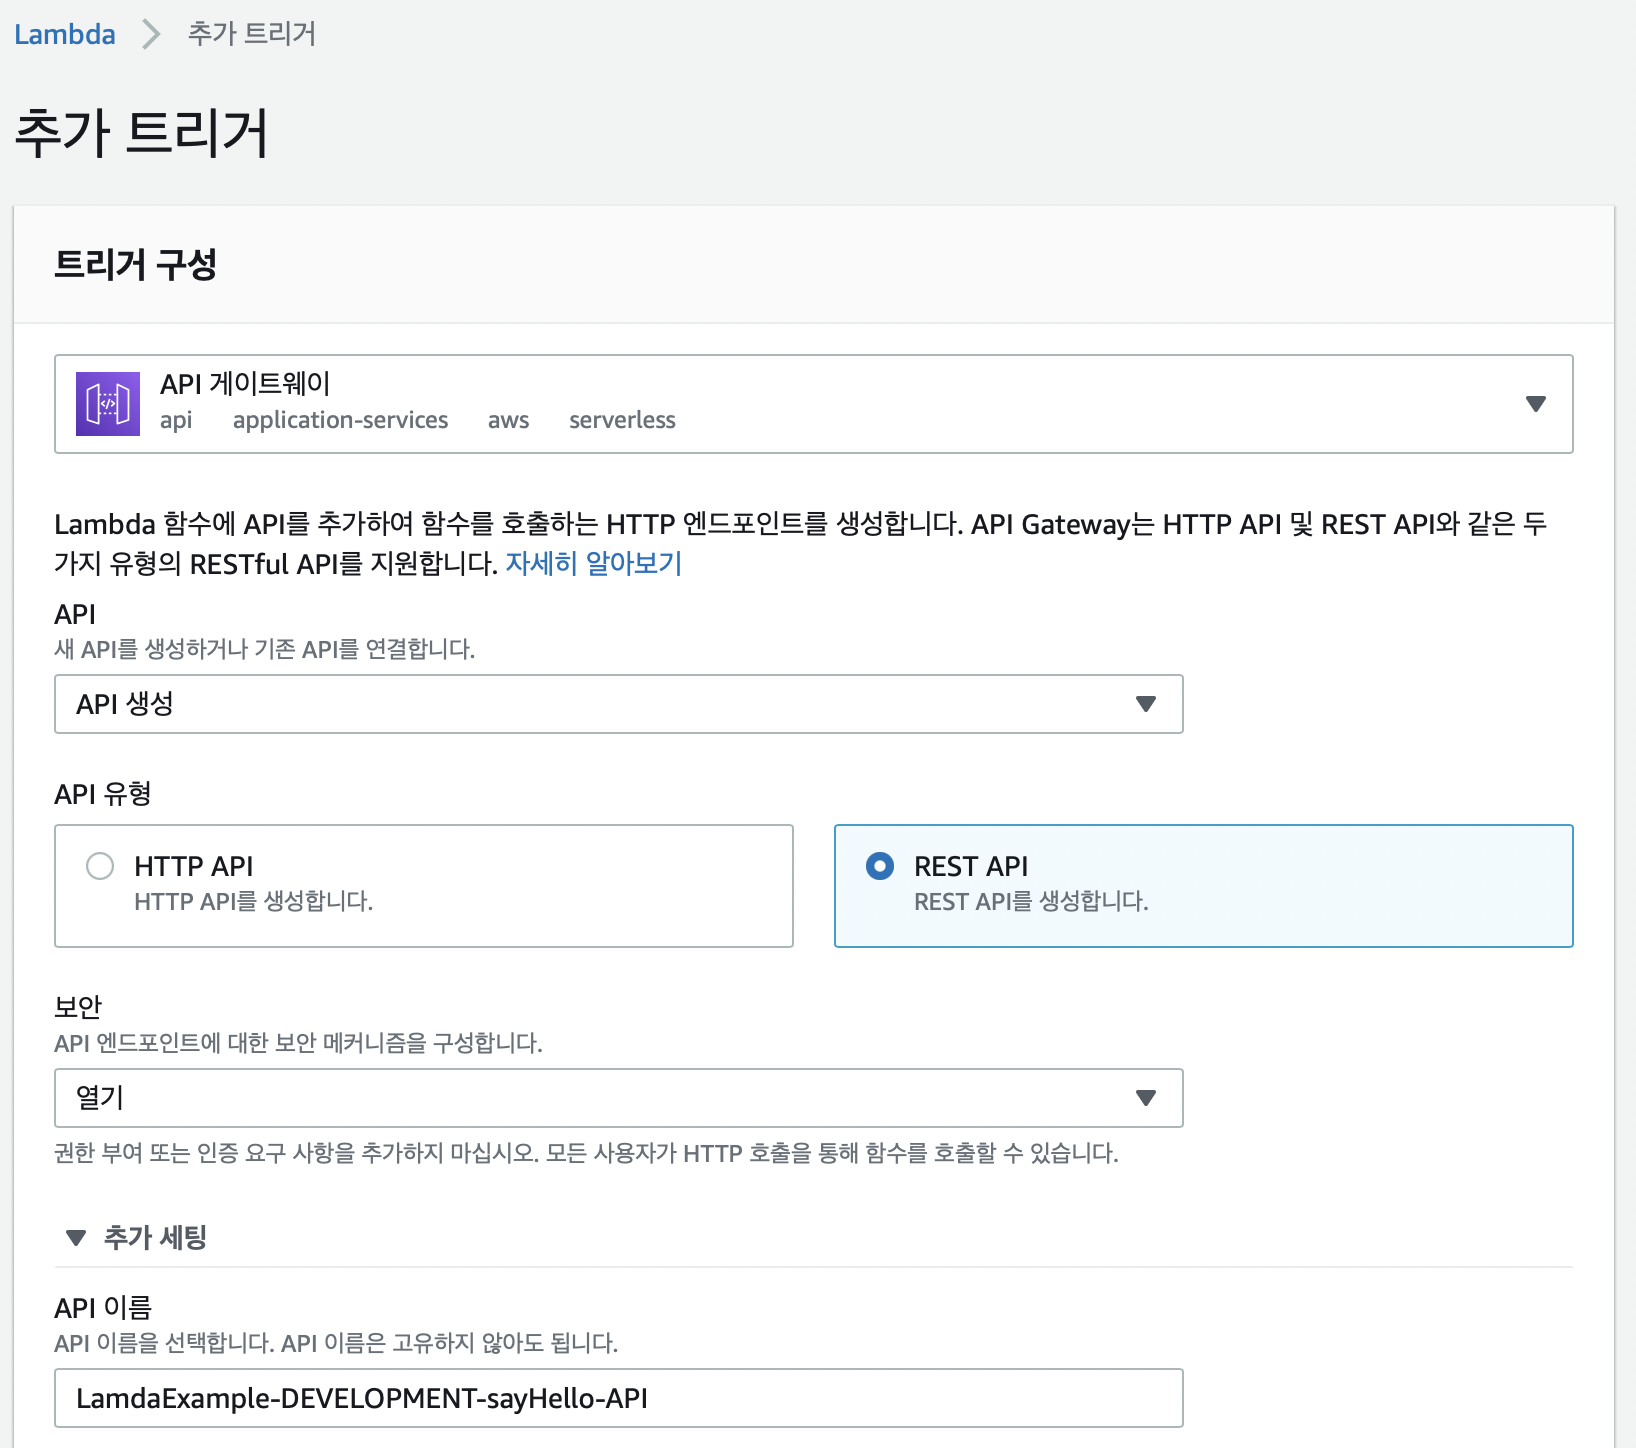 Lambda 추가 트리거
추가 트리거
트리거 구성
API 게이트웨이
api application-services aws serverless
Lambda 함수에 API를 추가하여 함수를 호출하는 HTTP 엔드포인트를 생성합니다. API Gateway는 HTTP API 및 REST API와 같은 두
가지 유형의 RESTful API를 지원합니다. 자세히 알아보기
API
새 API를 생성하거나 기존 API를 연결합니다.
API 생성
API 유형
HTTP API
HTTP API를 생성합니다.
REST API
REST API를 생성합니다.
보안
API 엔드포인트에 대한 보안 메커니즘을 구성합니다.
열기
권한 부여 또는 인증 요구 사항을 추가하지 마십시오. 모든 사용자가 HTTP 호출을 통해 함수를 호출할 수 있습니다.
추가 세팅
API 이름
API 이름을 선택합니다. API 이름은 고유하지 않아도 됩니다.
LamdaExample-DEVELOPMENT-sayHello-API